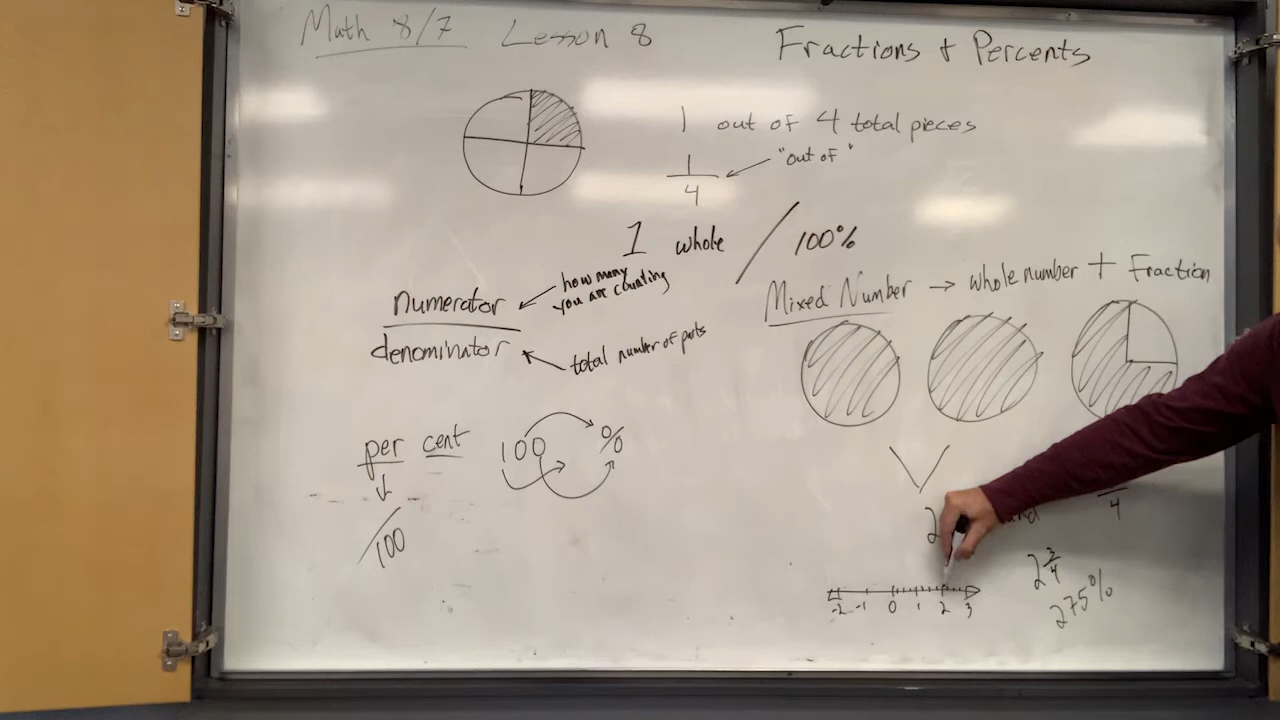 Math 8/7 Lesson 8
Fractions + Percents
1 out of 4 total pieces
1/4 "out of"
1 whole / 100%
numerator
how many
you are counting
denominator
total number of parts
Mixed Number → whole number + Fraction
per cent
/100
100 %
2
4
2 3/4
275%
-2 -1 0 1 2 3